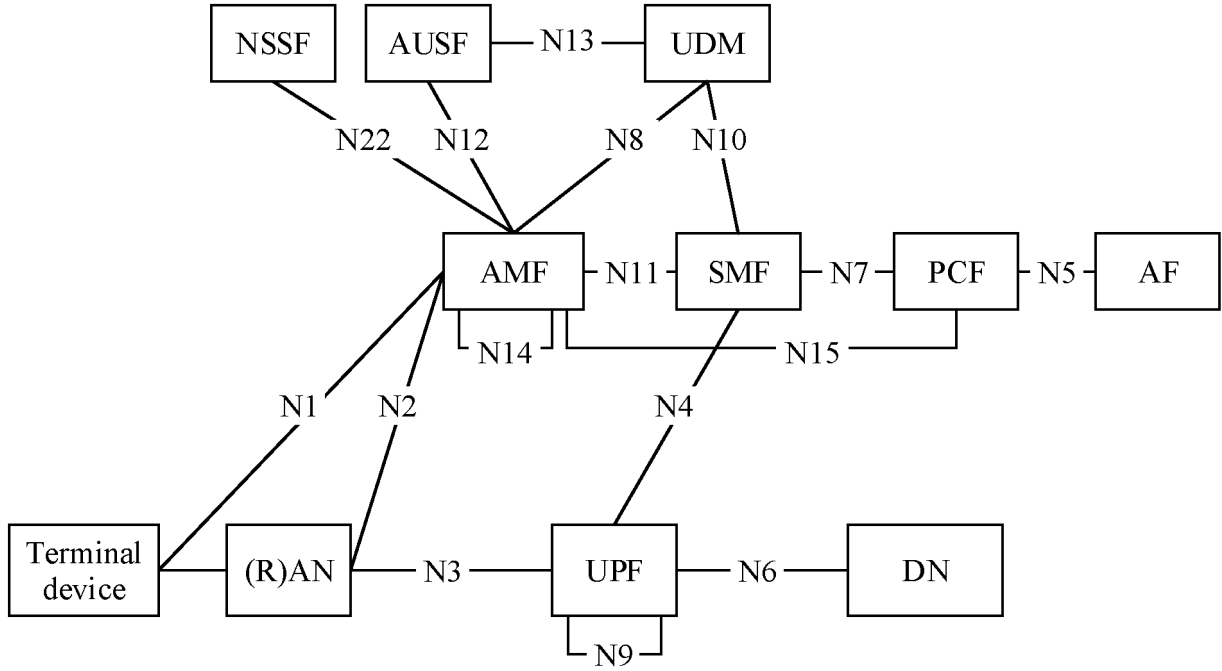 NSSF
AUSF
N13
UDM
N22
N12
N8
N10
AMF
N11
SMF
N7
PCF
N5
AF
N14
N15
N1
N2
N4
Terminal
device
(R)AN
N3
UPF
N6
DN
N9